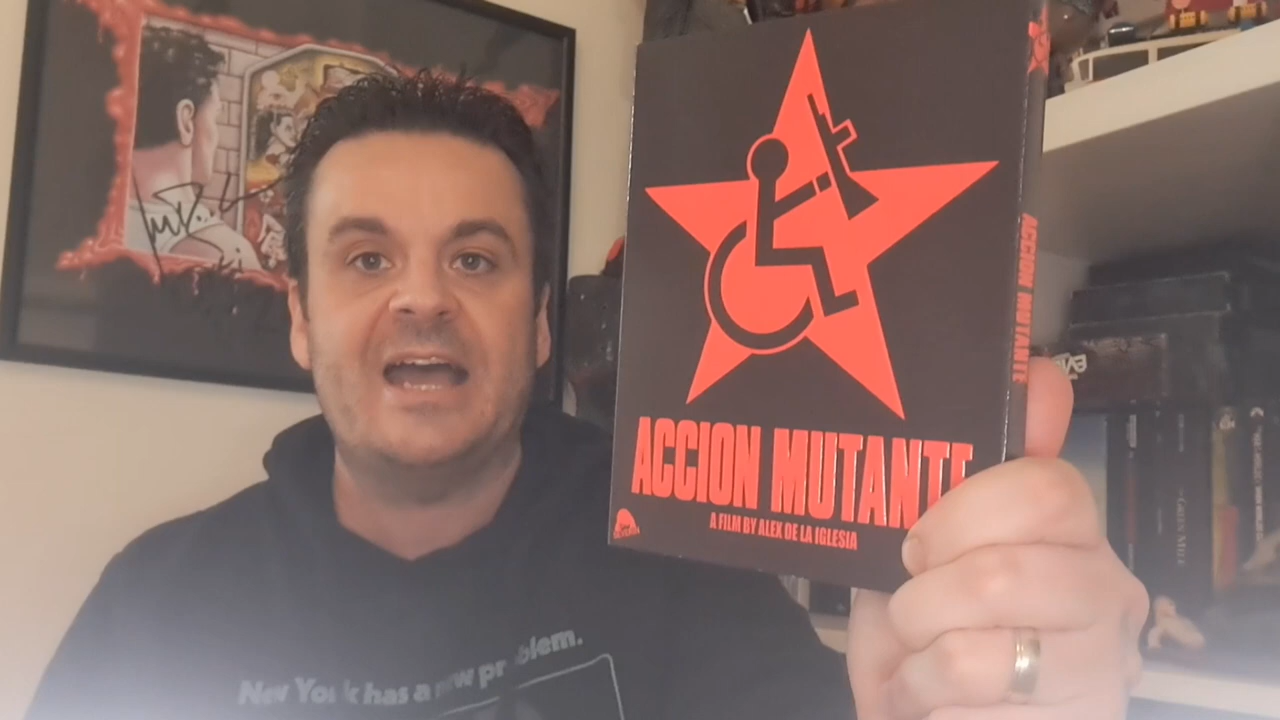 ACCION MUTANTE
A FILM BY ALEX DE LA IGLESIA
ACCION MUTANTE
New York has a new problem.